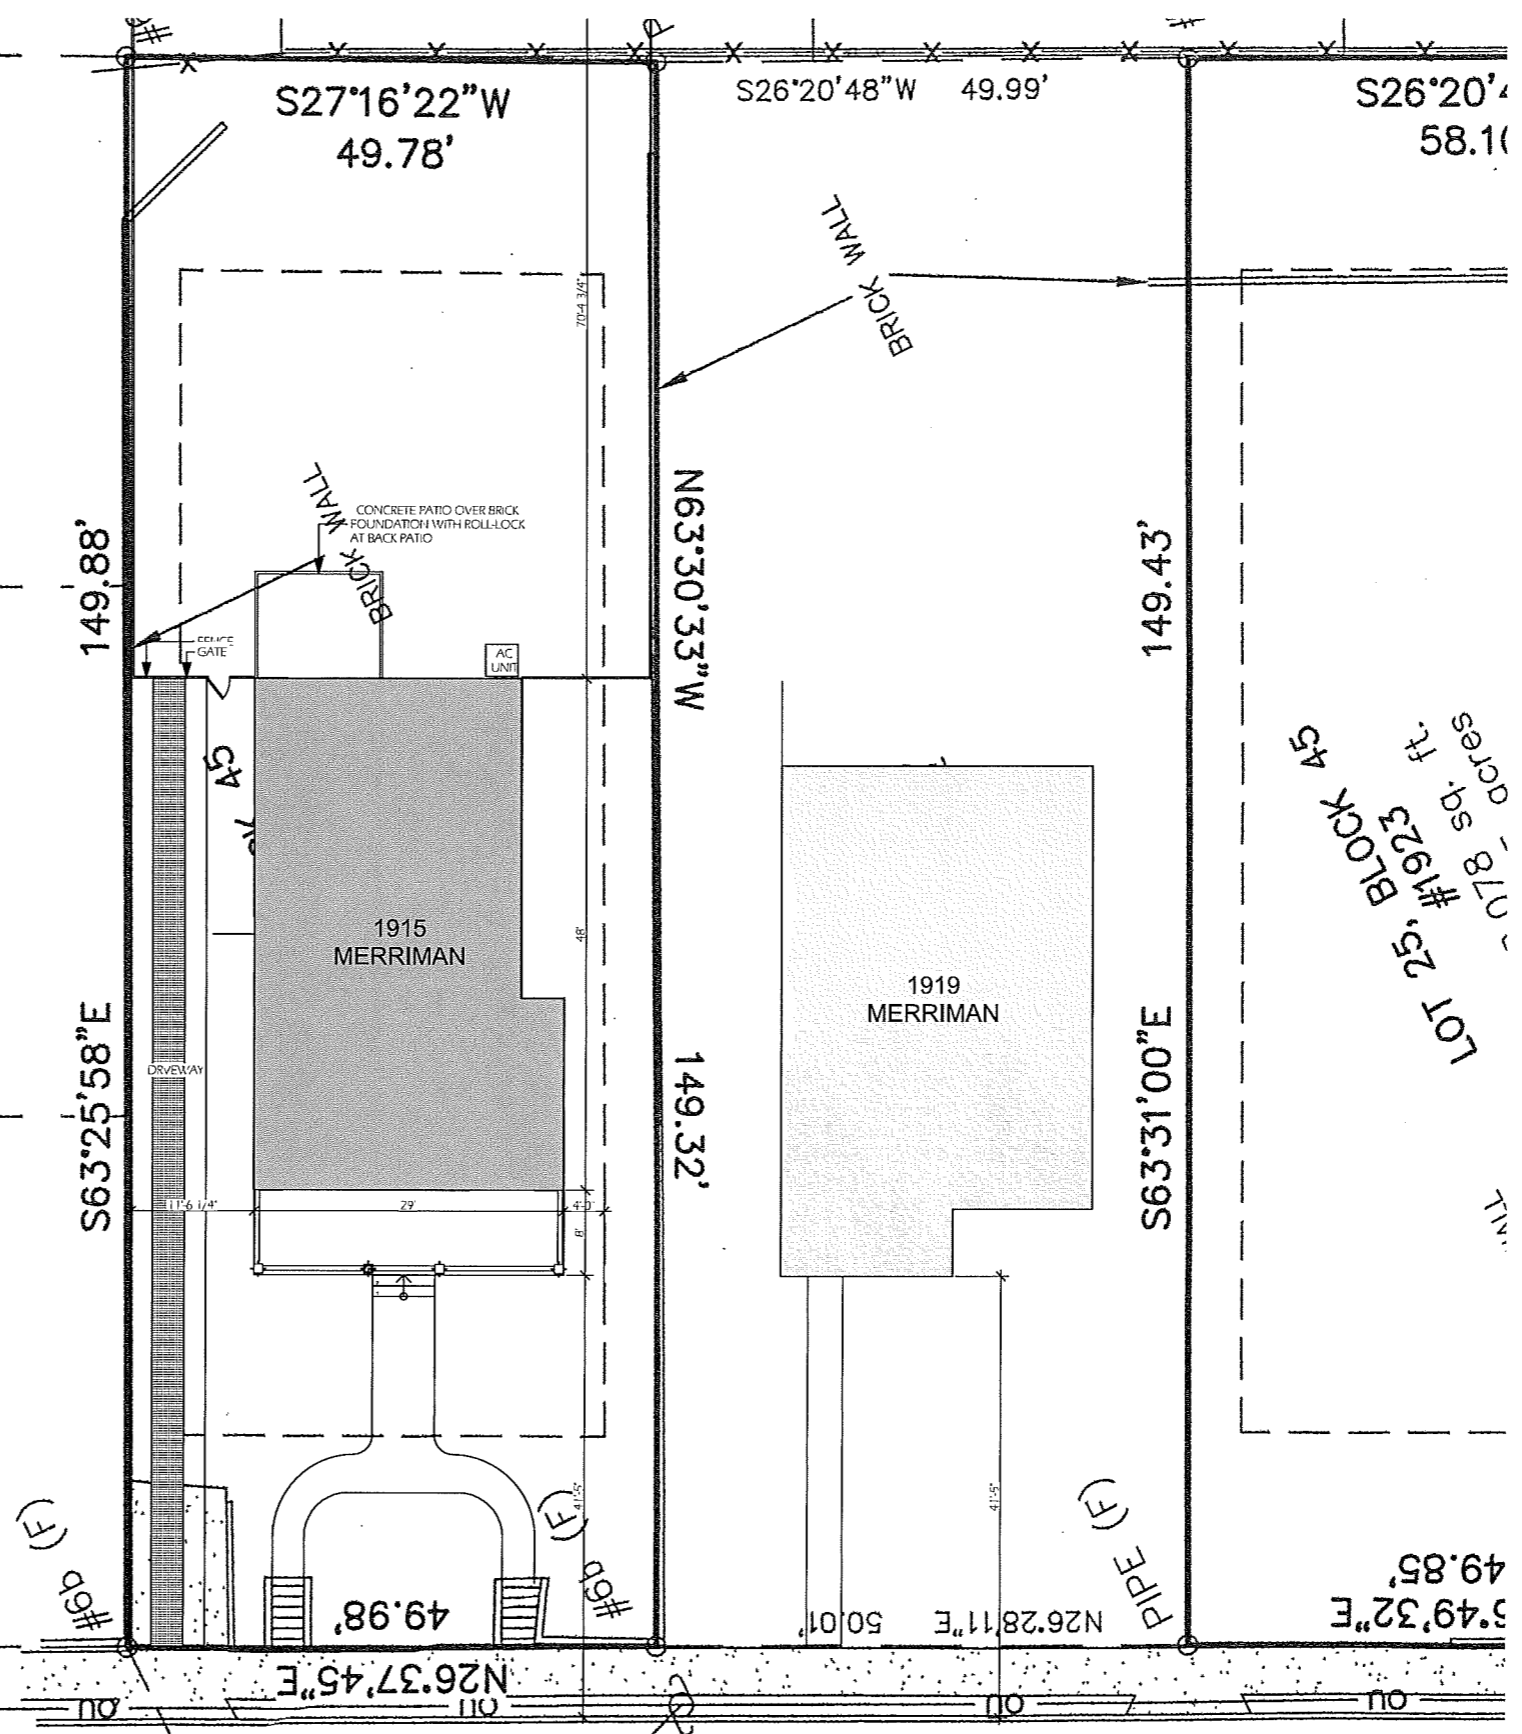 S27°16'22"W
49.78'
S26°20'48"W 49.99'
S26°20'4
58.1
BRICK WALL
70'-4 3/4"
BRICK WALL
CONCRETE PATIO OVER BRICK
FOUNDATION WITH ROLL-LOCK
AT BACK PATIO
FENCE
GATE
AC
UNIT
149.88'
S63°25'58"E
N63°30'33"W
149.32'
149.43'
S63°31'00"E
45
1915
MERRIMAN
48'
1919
MERRIMAN
LOT 25, BLOCK 45
#1923
078 sq. ft.
acres
DRVEWAY
11'-6 1/4"
29'
4'-0"
8'
41'-5"
41'-5"
#6b (F)
#6b (F)
PIPE (F)
49.98'
N26°37'45"E
50.01'
N26°28'11"E
49.85'
6°49'32"E
OU
OU
OU
OU